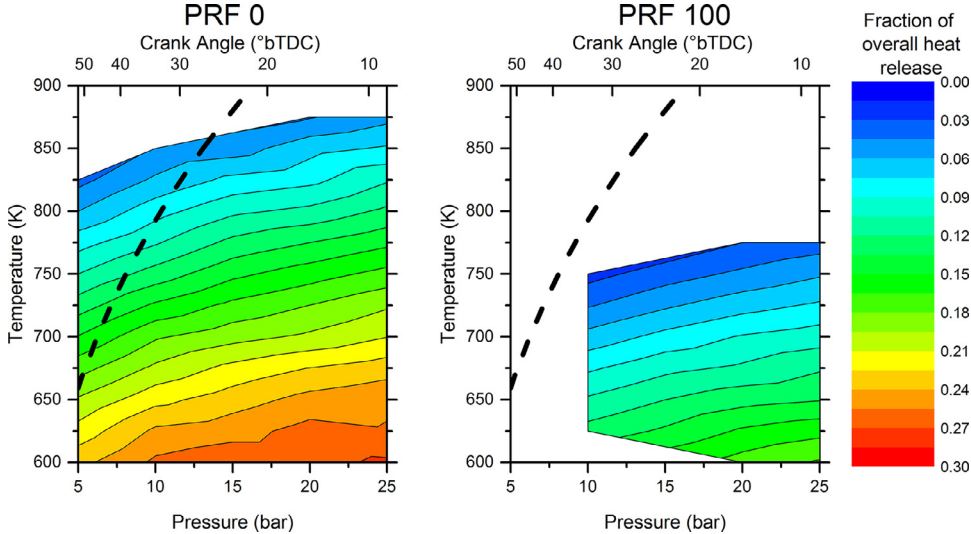 PRF 0
Crank Angle (°bTDC)
50 40 30 20 10
900
850
800
750
700
650
600
Temperature (K)
5 10 15 20 25
Pressure (bar)
PRF 100
Crank Angle (°bTDC)
50 40 30 20 10
900
850
800
750
700
650
600
Temperature (K)
5 10 15 20 25
Pressure (bar)
Fraction of
overall heat
release
0.00
0.03
0.06
0.09
0.12
0.15
0.18
0.21
0.24
0.27
0.30